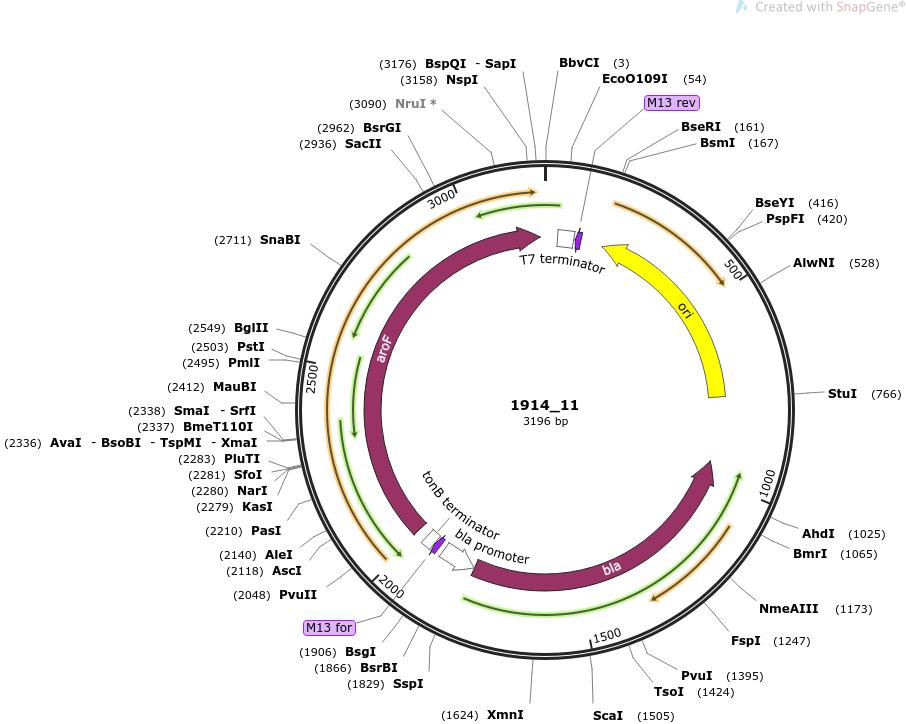 Created with SnapGene®
(3176) BspQI - SapI
BbvCI (3)
(3158) NspI
EcoO109I (54)
(3090) NruI *
M13 rev
(2962) BsrGI
BseRI (161)
(2936) SacII
BsmI (167)
3000
BseYI (416)
PspFI (420)
(2711) SnaBI
T7 terminator
AlwNI (528)
500
ori
(2549) BglII
(2503) PstI
aroF
(2495) PmlI
2500
(2412) MauBI
StuI (766)
1914_11
3196 bp
(2338) SmaI - SrfI
(2337) BmeT110I
(2336) AvaI - BsoBI - TspMI - XmaI
(2283) PluTI
(2281) SfoI
(2280) NarI
1000
(2279) KasI
tonB terminator
(2210) PasI
AhdI (1025)
bla promoter
(2140) AleI
BmrI (1065)
(2118) AscI
bla
2000
(2048) PvuII
NmeAIII (1173)
M13 for
1500
FspI (1247)
(1906) BsgI
(1866) BsrBI
PvuI (1395)
(1829) SspI
TsoI (1424)
(1624) XmnI
ScaI (1505)